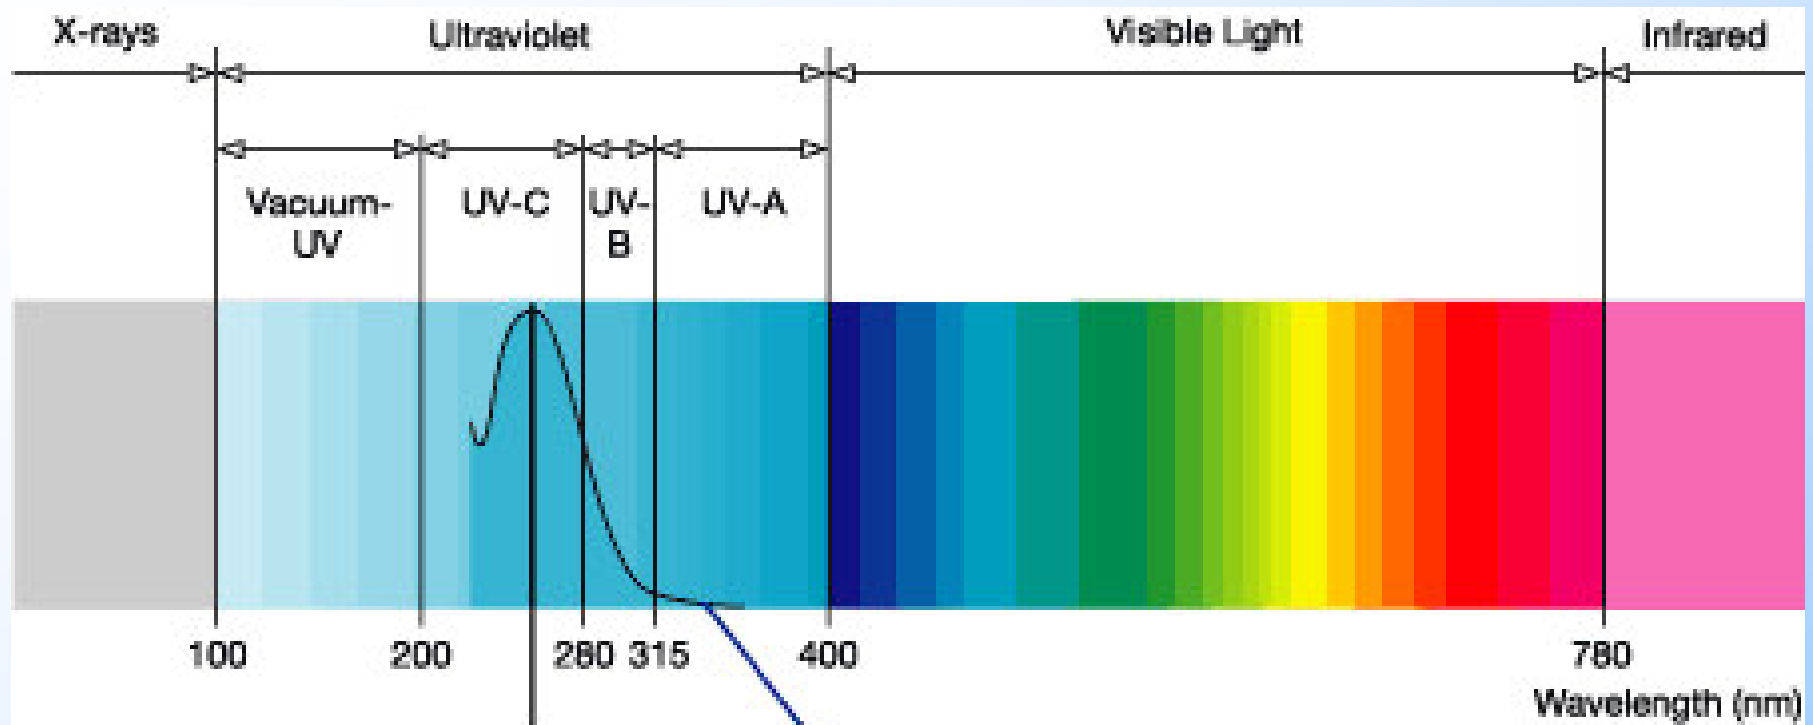 X-rays
Ultraviolet
Visible Light
Infrared
Vacuum-
UV
UV-C
UV-
B
UV-A
100
200
280
315
400
780
Wavelength (nm)